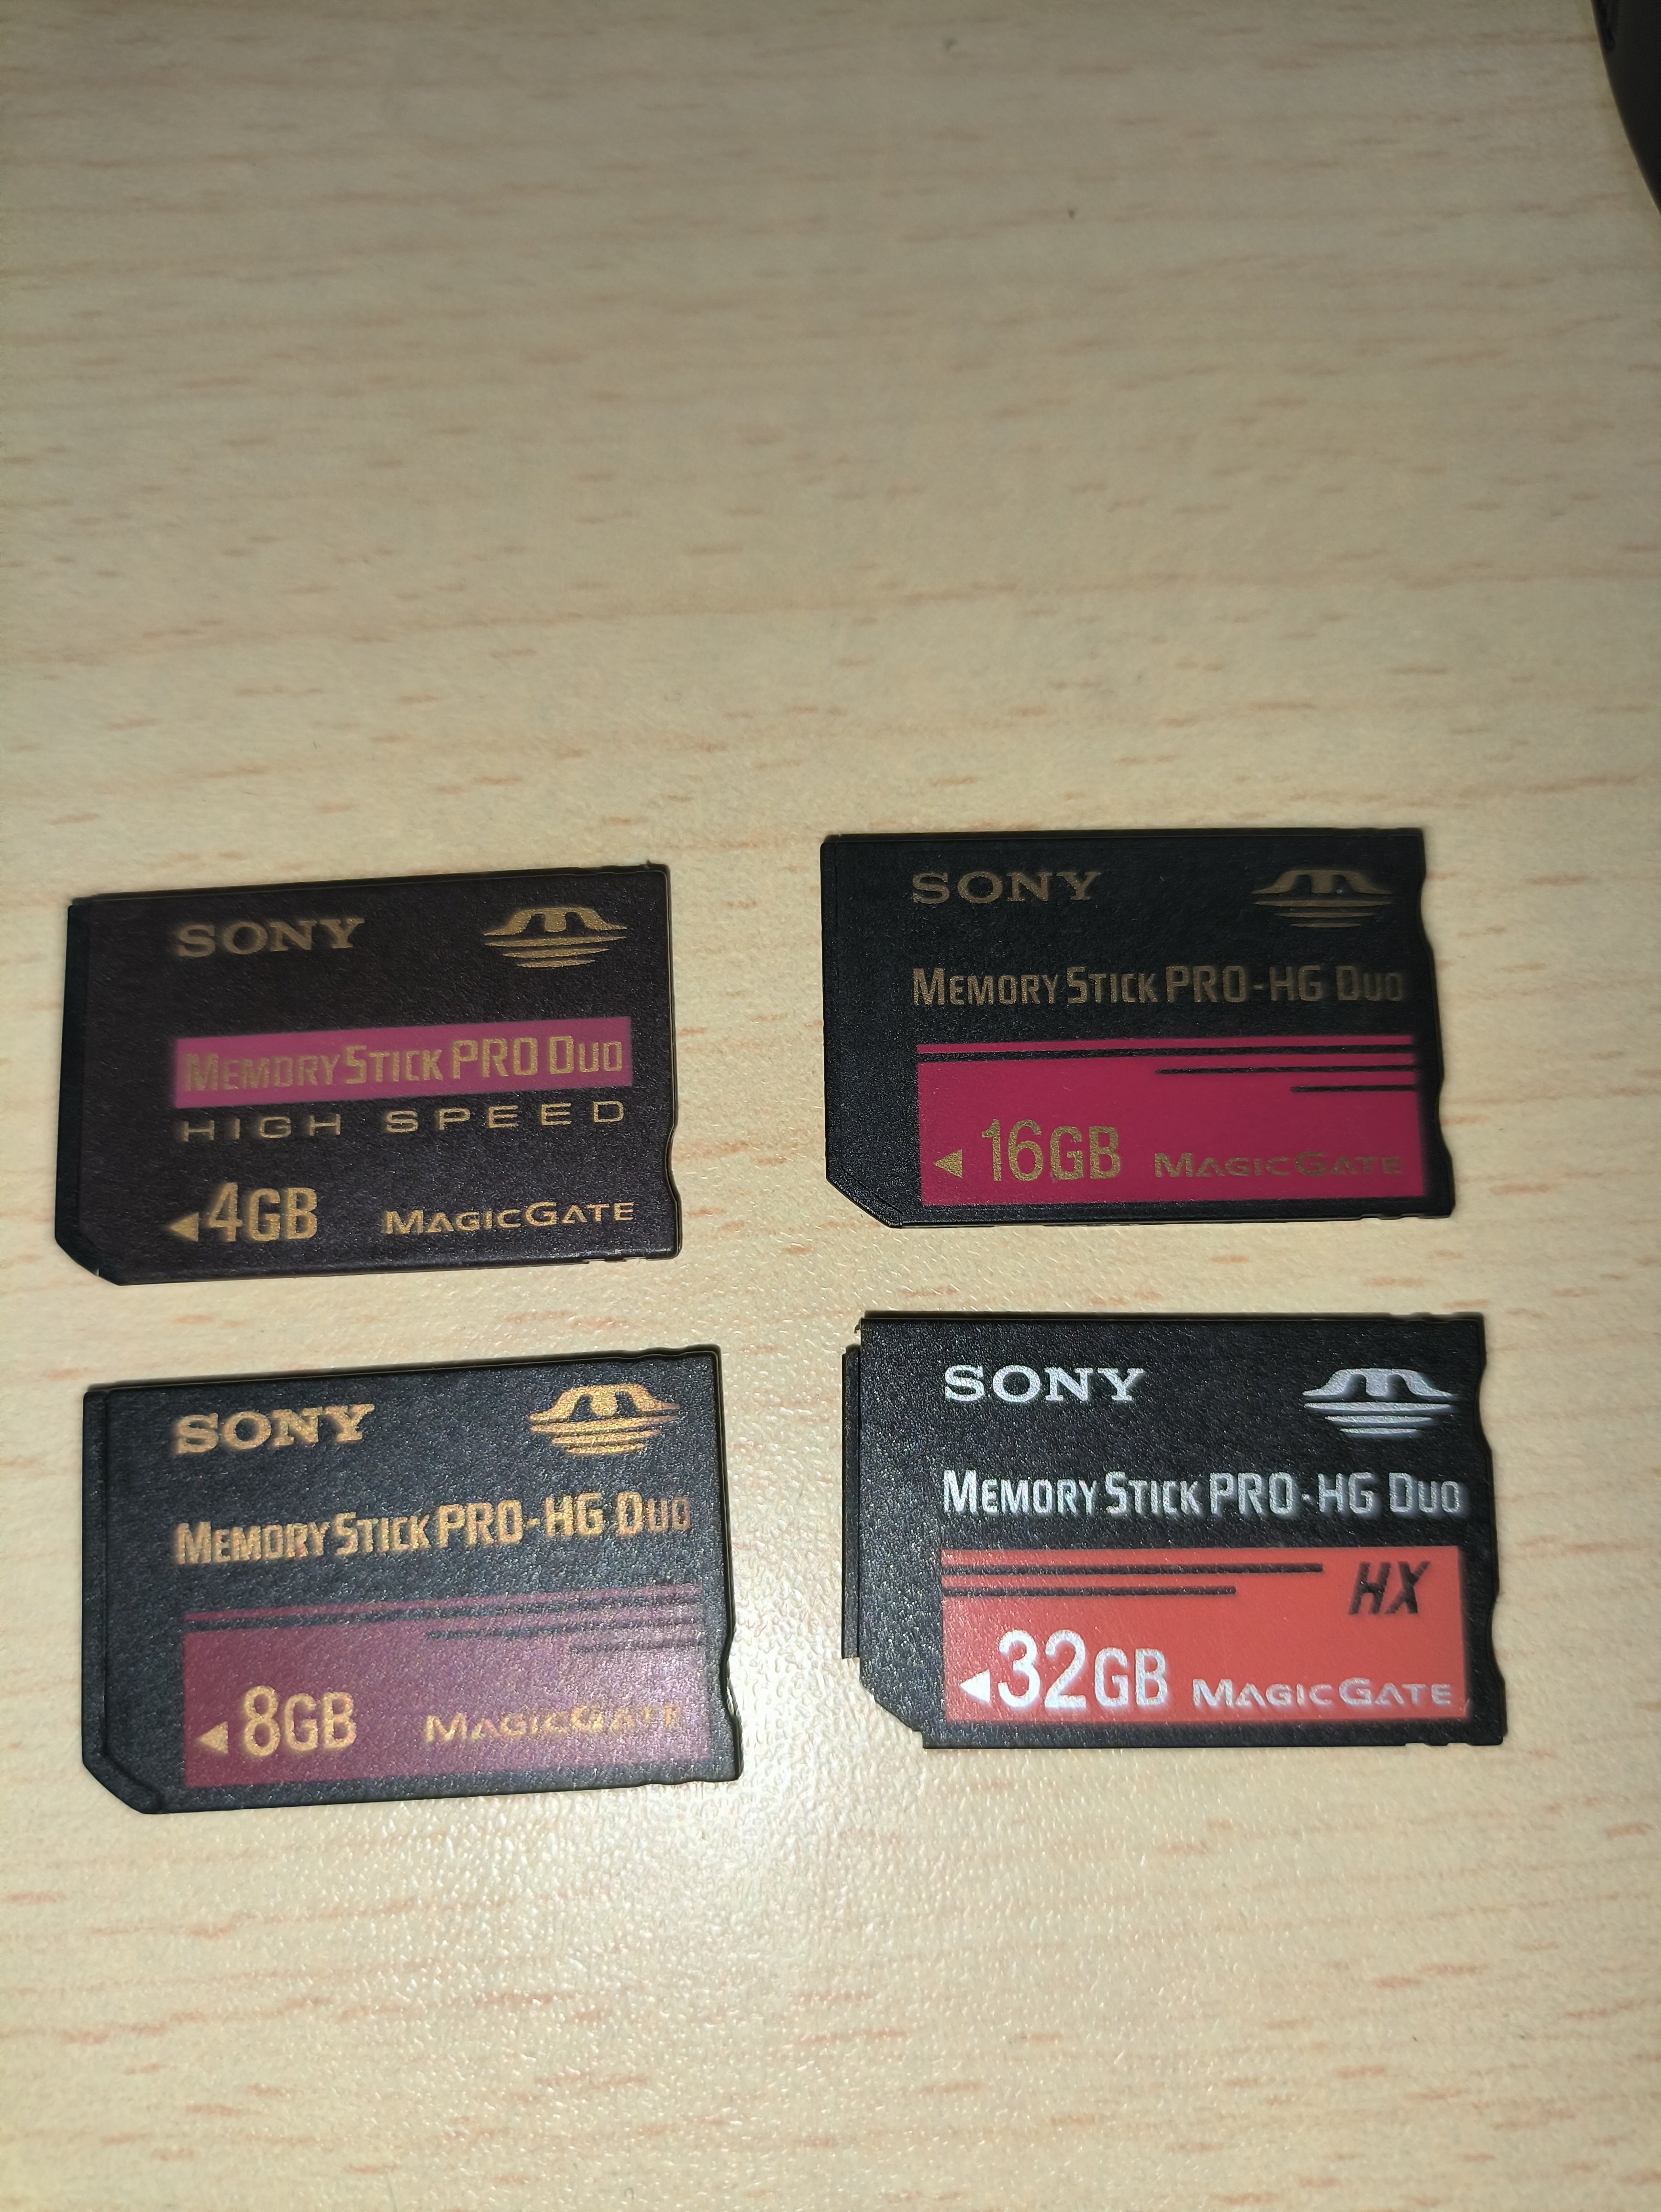 SONY
MEMORY STICK PRO DUO
HIGH SPEED
4GB MAGICGATE
SONY
MEMORY STICK PRO-HG DUO
16GB MAGICGATE
SONY
MEMORY STICK PRO-HG DUO
8GB MAGICGATE
SONY
MEMORY STICK PRO-HG DUO
HX
32GB MAGICGATE